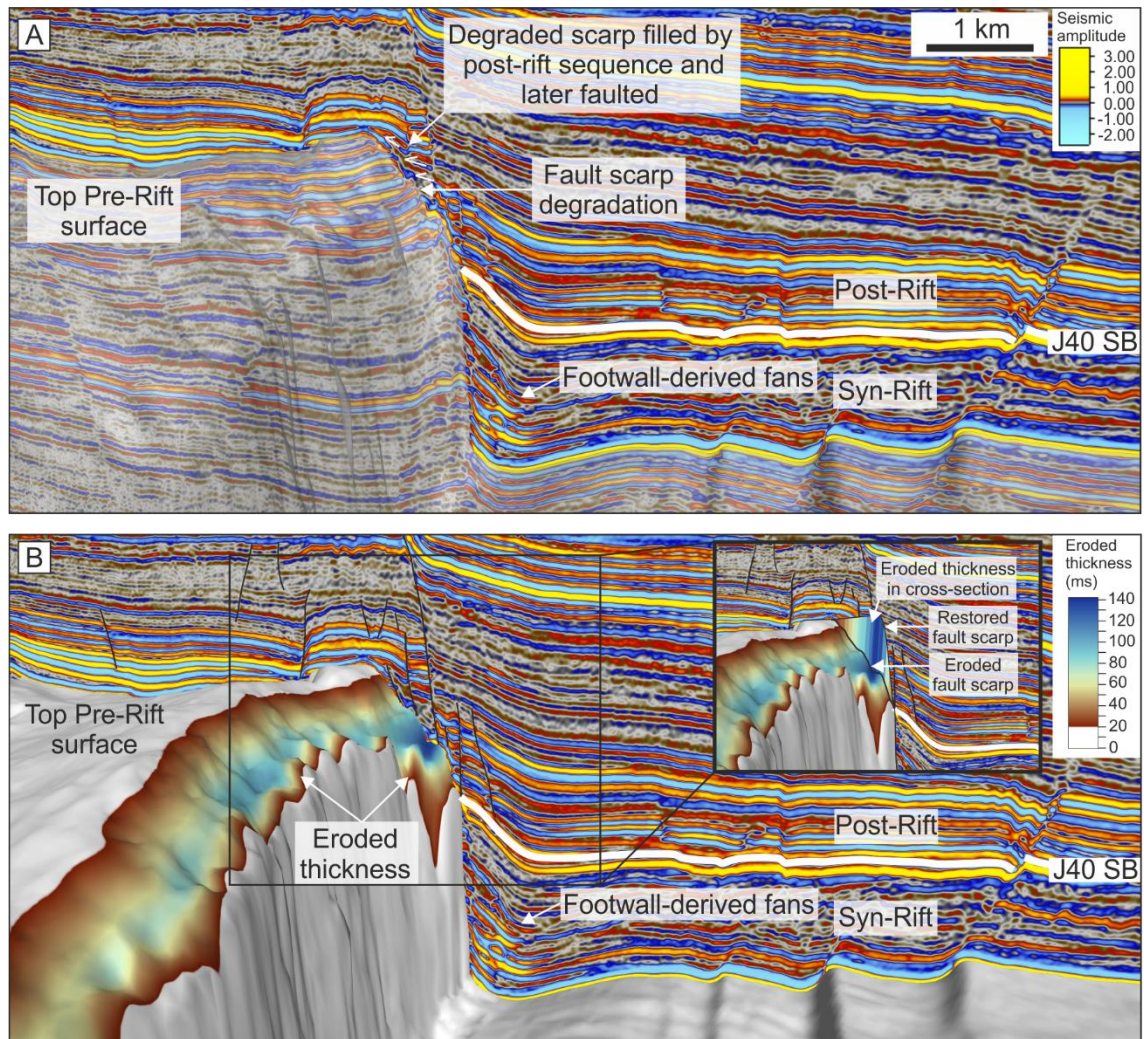 A
Degraded scarp filled by
post-rift sequence and
later faulted
1 km
Seismic
amplitude
3.00
2.00
1.00
0.00
-1.00
-2.00
Top Pre-Rift
surface
Fault scarp
degradation
Post-Rift
J40 SB
Footwall-derived fans
Syn-Rift
B
Eroded thickness
in cross-section
Restored
fault scarp
Eroded
fault scarp
Eroded
thickness
(ms)
140
120
100
80
60
40
20
0
Top Pre-Rift
surface
Eroded
thickness
Post-Rift
J40 SB
Footwall-derived fans
Syn-Rift